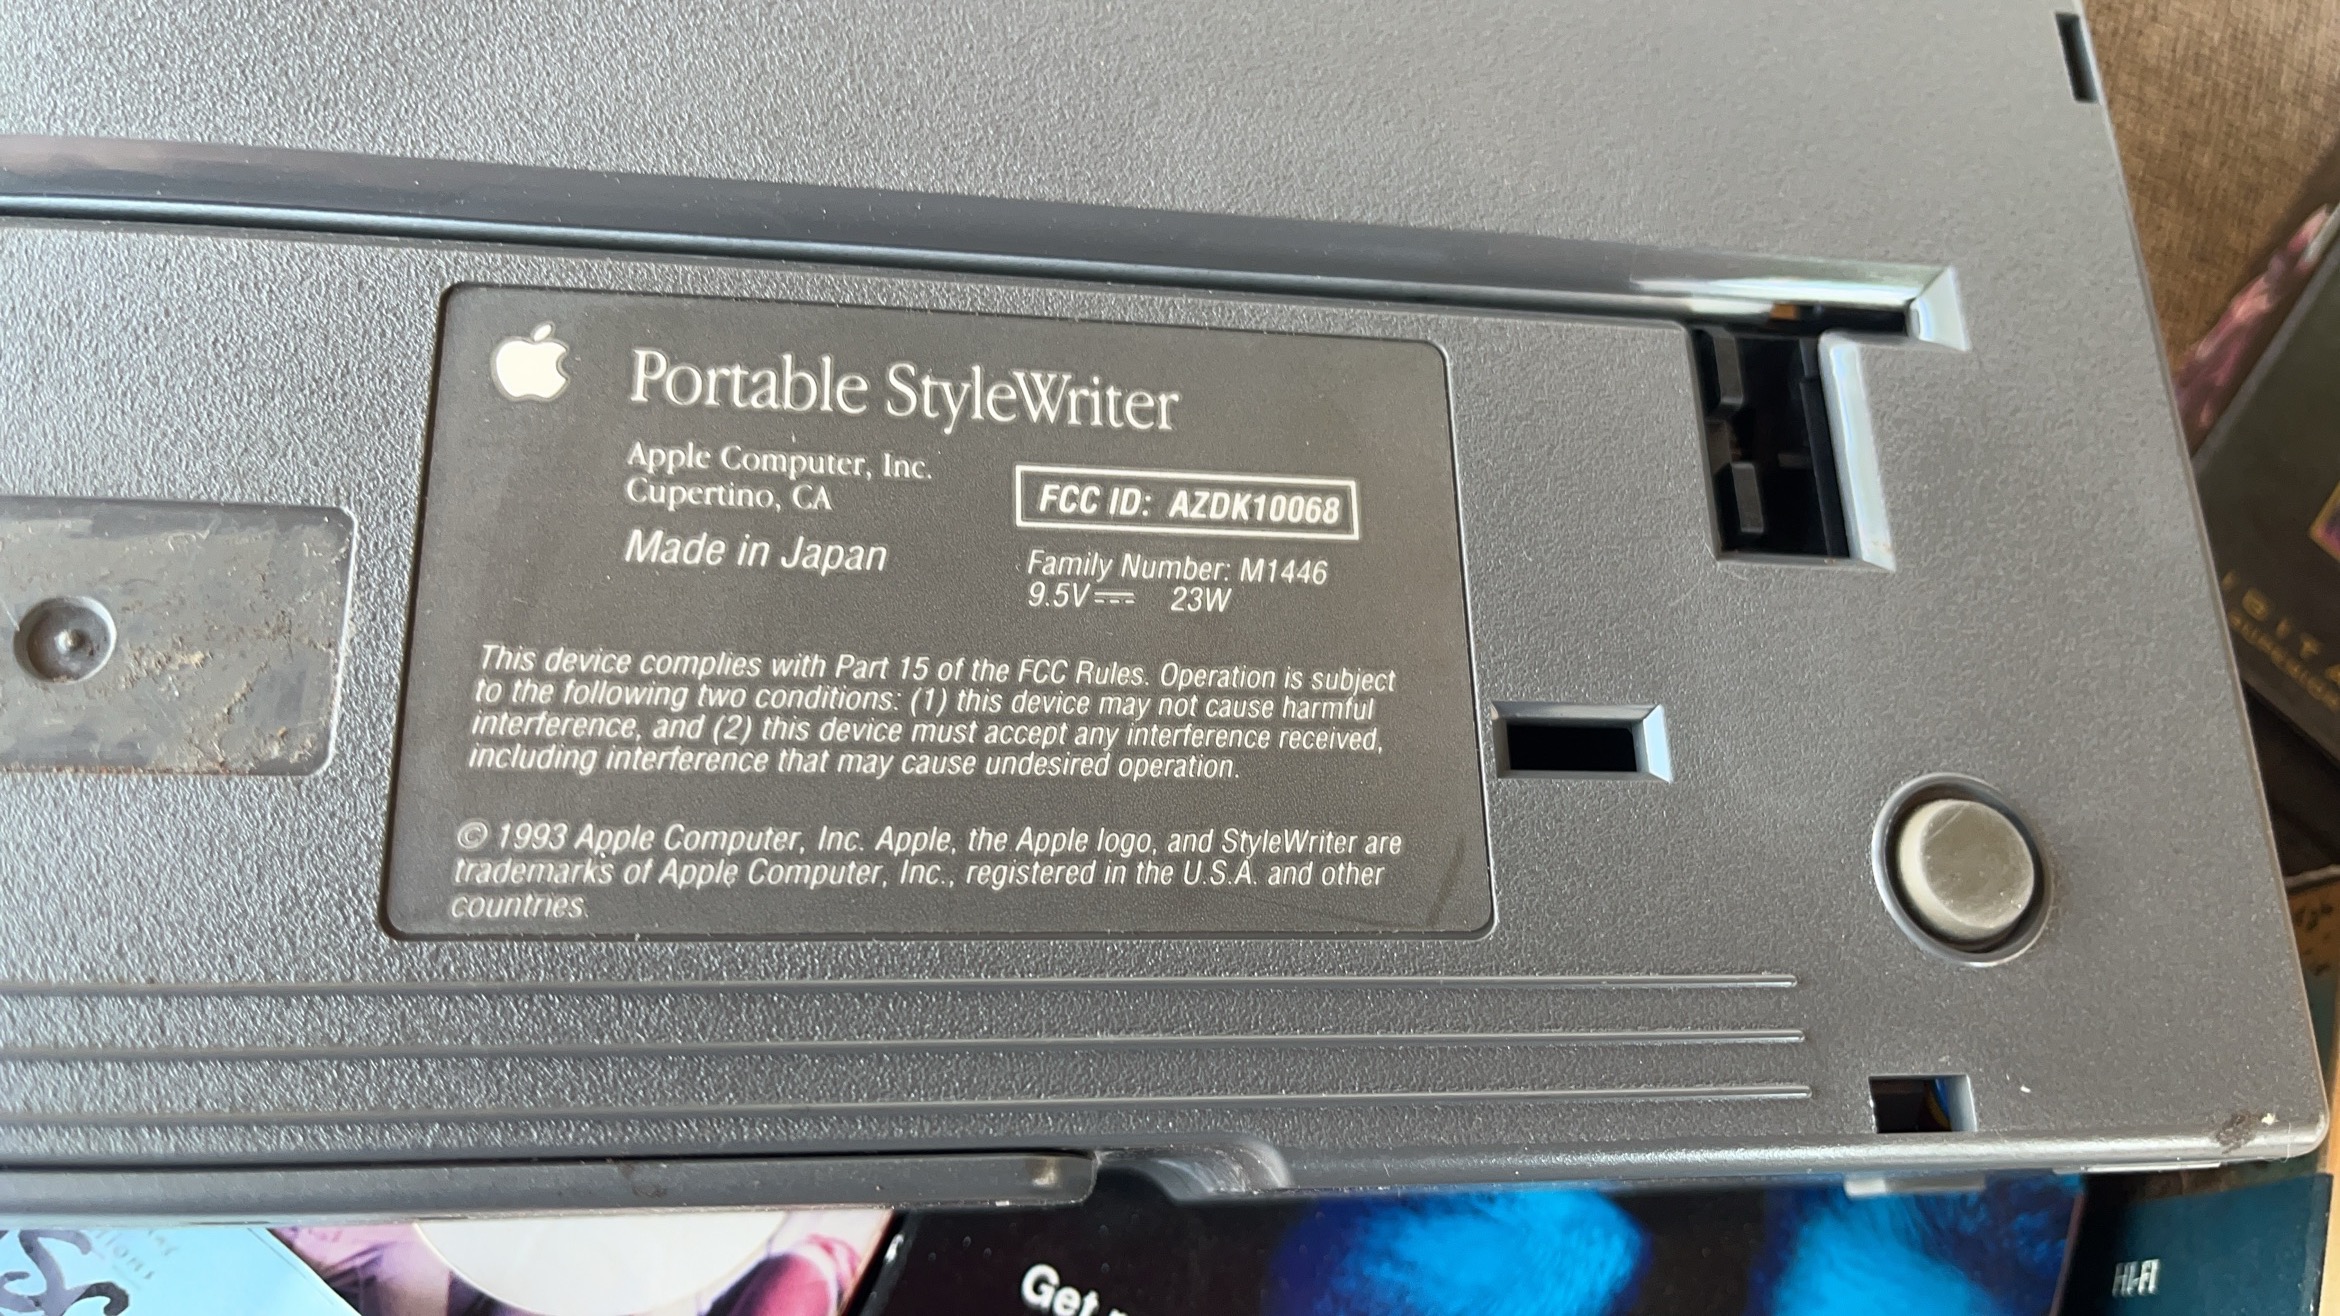 Portable StyleWriter
Apple Computer, Inc.
Cupertino, CA
Made in Japan
FCC ID: AZDK10068
Family Number: M1446
9.5V⎓ 23W
This device complies with Part 15 of the FCC Rules. Operation is subject
to the following two conditions: (1) this device may not cause harmful
interference, and (2) this device must accept any interference received,
including interference that may cause undesired operation.
© 1993 Apple Computer, Inc. Apple, the Apple logo, and StyleWriter are
trademarks of Apple Computer, Inc., registered in the U.S.A. and other
countries.
Get
HI-FI